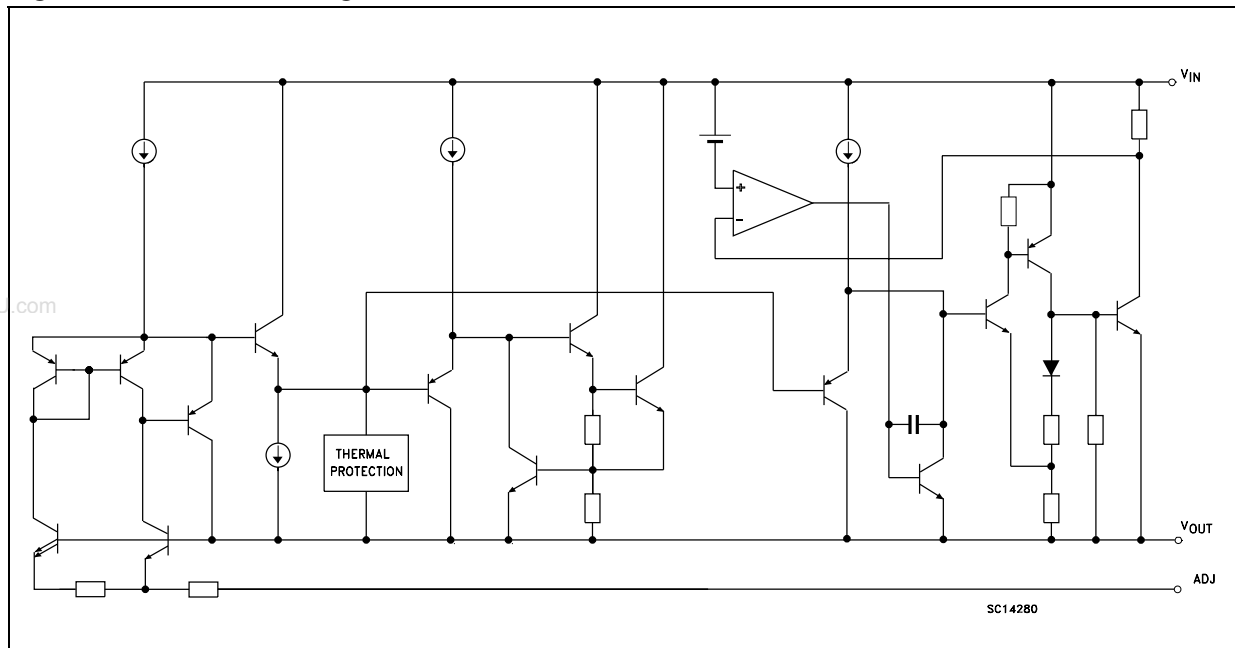 VIN
+
-
J.com
THERMAL
PROTECTION
VOUT
ADJ
SC14280